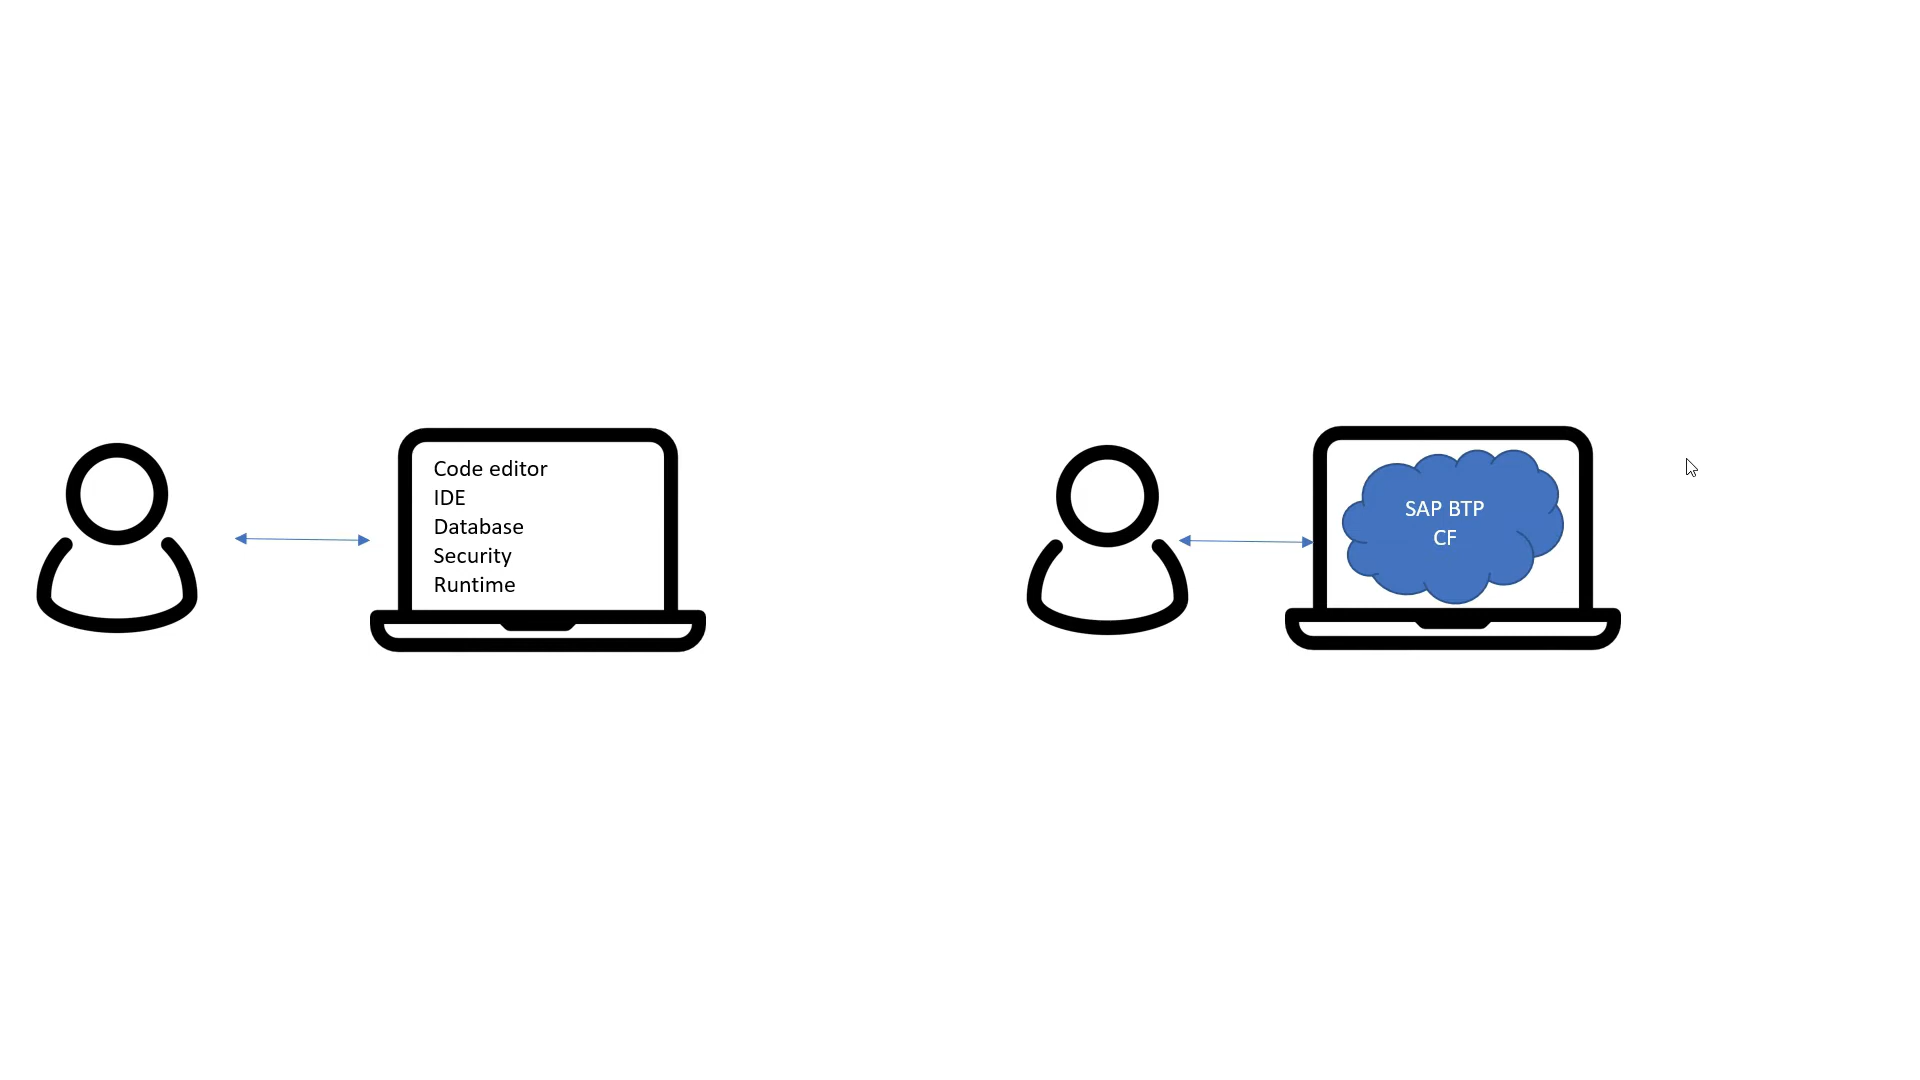 Code editor
IDE
Database
Security
Runtime
SAP BTP
CF